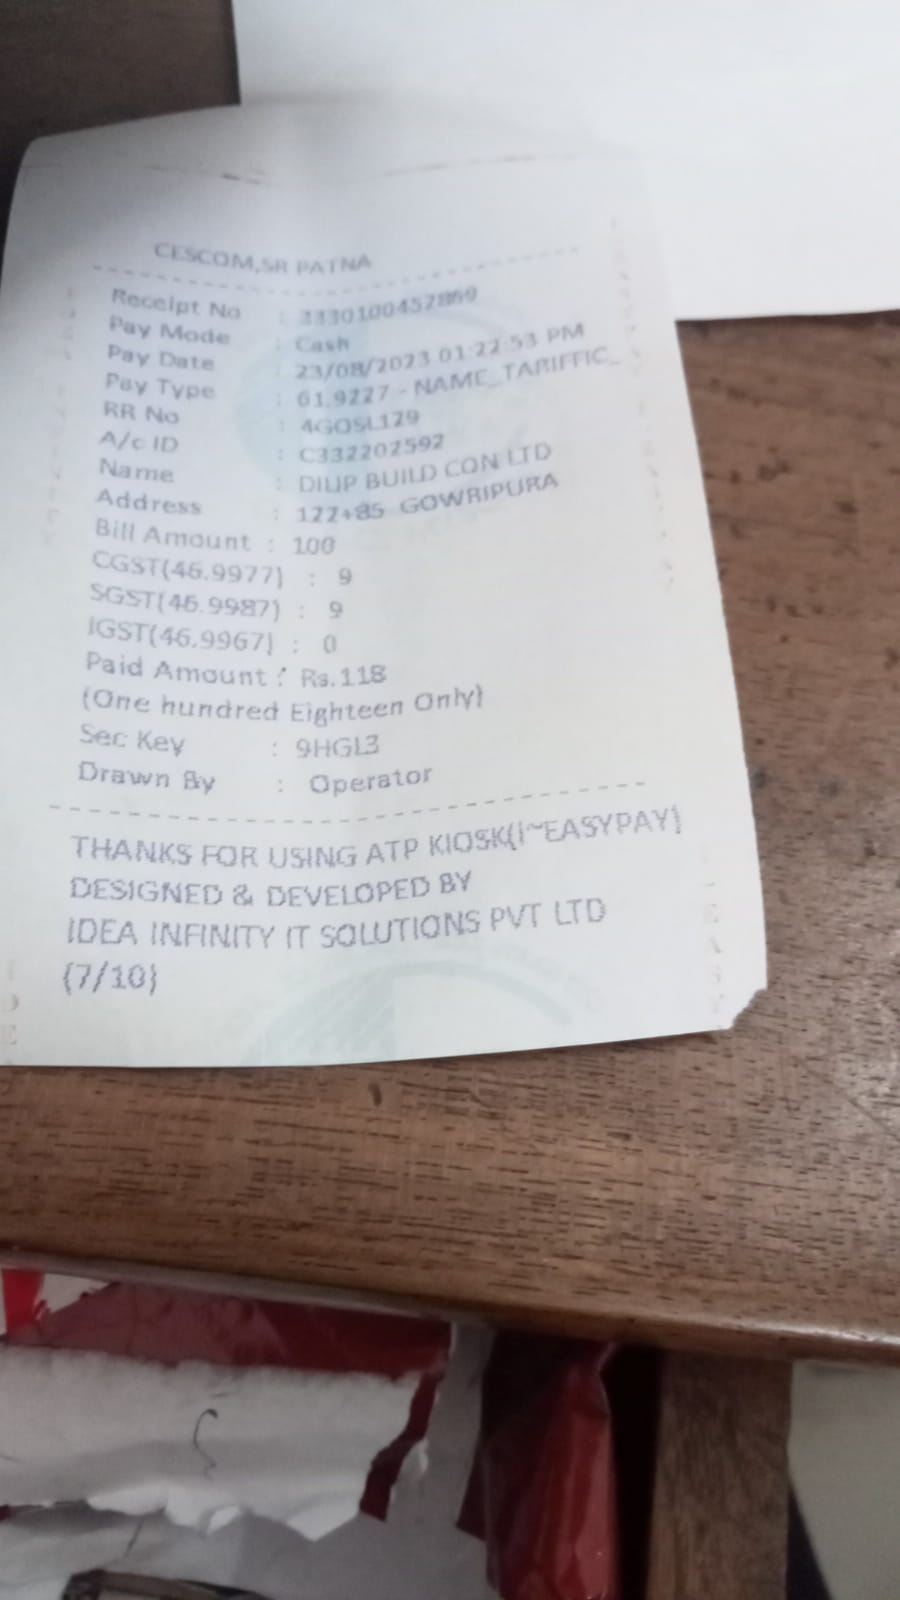 CESCOM,SR PATNA
Receipt No : 3330100457869
Pay Mode : Cash
Pay Date : 23/08/2023 01:22:53 PM
Pay Type : 61.9227 - NAME_TARIFFIC_
RR No : 4GOSL129
A/c ID : C332202592
Name : DILIP BUILD CON LTD
Address : 122+85 GOWRIPURA
Bill Amount : 100
CGST(46.9977) : 9
SGST(46.9987) : 9
IGST(46.9967) : 0
Paid Amount : Rs.118
(One hundred Eighteen Only)
Sec Key : 9HGL3
Drawn By : Operator
THANKS FOR USING ATP KIOSK(i~EASYPAY)
DESIGNED & DEVELOPED BY
IDEA INFINITY IT SOLUTIONS PVT LTD
(7/10)